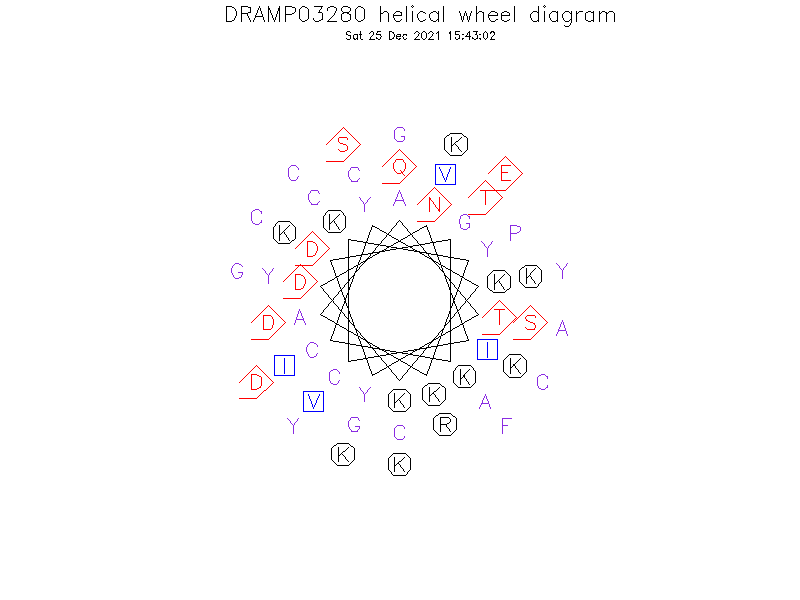 DRAMP03280 helical wheel diagram
Sat 25 Dec 2021 15:43:02
S G K
C C Q V E
C Y A N T
C K G
K P
D Y
G Y D K K Y
D A T S A
C I
I K
D C K C
V Y K K A
Y G C R F
K K